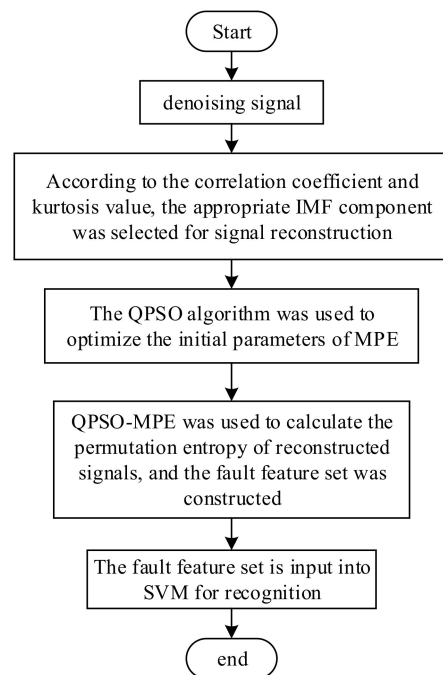 Start
denoising signal
According to the correlation coefficient and
kurtosis value, the appropriate IMF component
was selected for signal reconstruction
The QPSO algorithm was used to
optimize the initial parameters of MPE
QPSO-MPE was used to calculate the
permutation entropy of reconstructed
signals, and the fault feature set was
constructed
The fault feature set is input into
SVM for recognition
end